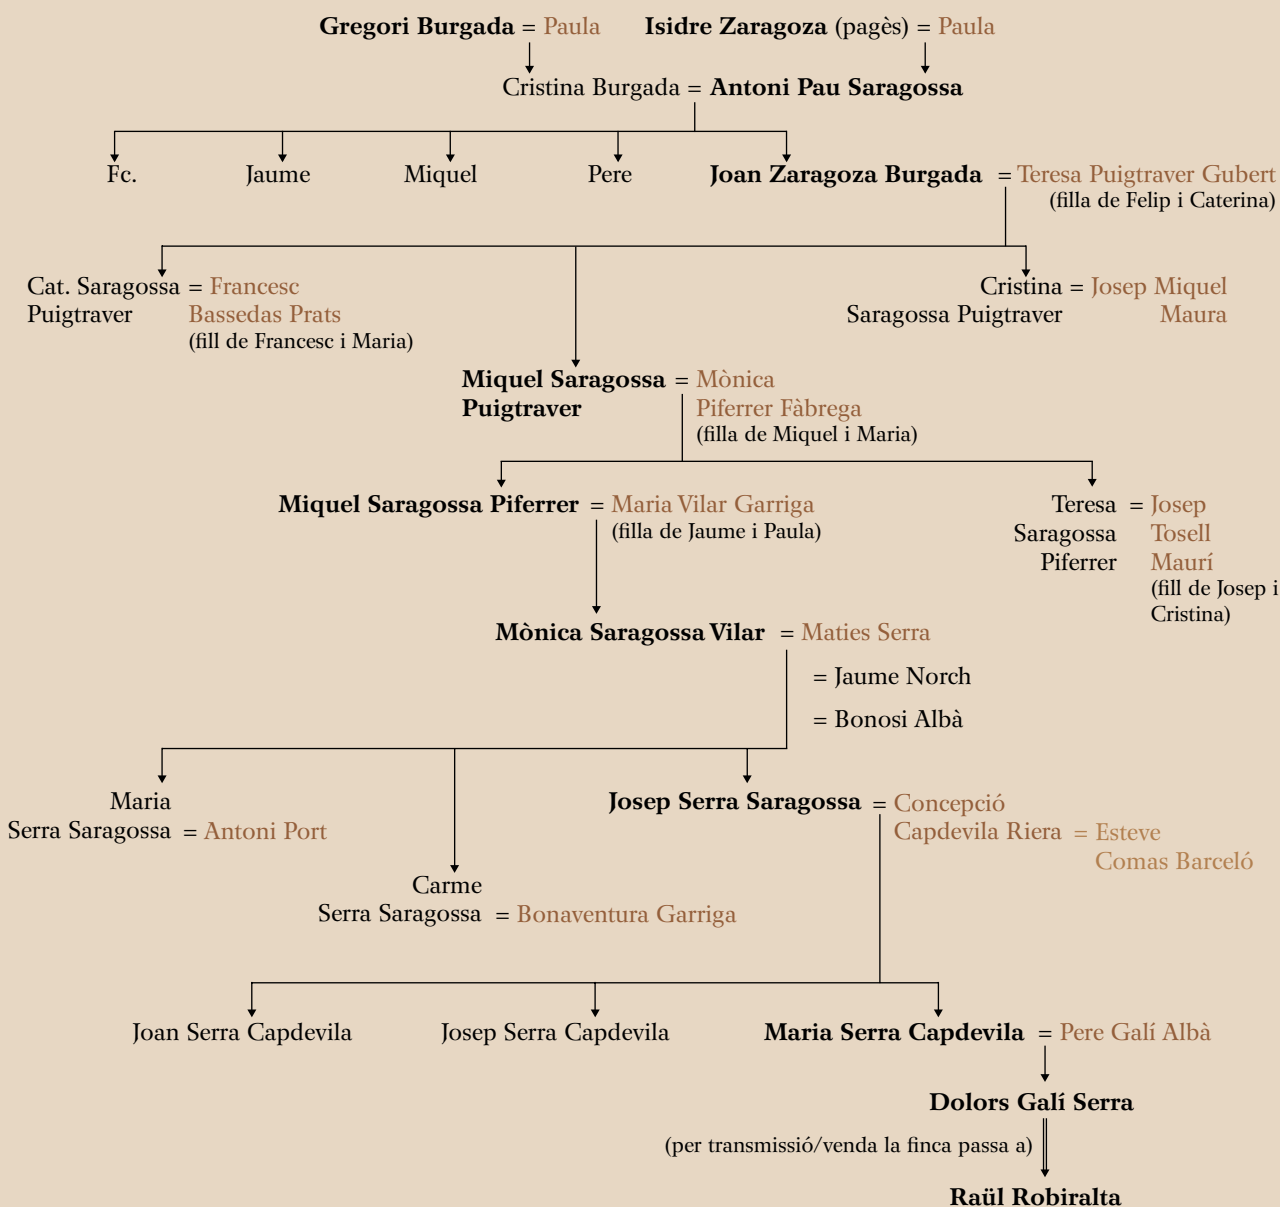 Gregori Burgada = Paula
Isidre Zaragoza (pagès) = Paula
Cristina Burgada = Antoni Pau Saragossa
Fc.
Jaume
Miquel
Pere
Joan Zaragoza Burgada = Teresa Puigtraver Gubert
(filla de Felip i Caterina)
Cat. Saragossa = Francesc
Puigtraver Bassedas Prats
(fill de Francesc i Maria)
Cristina = Josep Miquel
Saragossa Puigtraver Maura
Miquel Saragossa = Mònica
Puigtraver Piferrer Fàbrega
(filla de Miquel i Maria)
Miquel Saragossa Piferrer = Maria Vilar Garriga
(filla de Jaume i Paula)
Teresa = Josep
Saragossa Tosell
Piferrer Maurí
(fill de Josep i
Cristina)
Mònica Saragossa Vilar = Maties Serra
= Jaume Norch
= Bonosi Albà
Maria
Serra Saragossa = Antoni Port
Josep Serra Saragossa = Concepció
Capdevila Riera = Esteve
Comas Barceló
Carme
Serra Saragossa = Bonaventura Garriga
Joan Serra Capdevila
Josep Serra Capdevila
Maria Serra Capdevila = Pere Galí Albà
Dolors Galí Serra
(per transmissió/venda la finca passa a)
Raül Robiralta